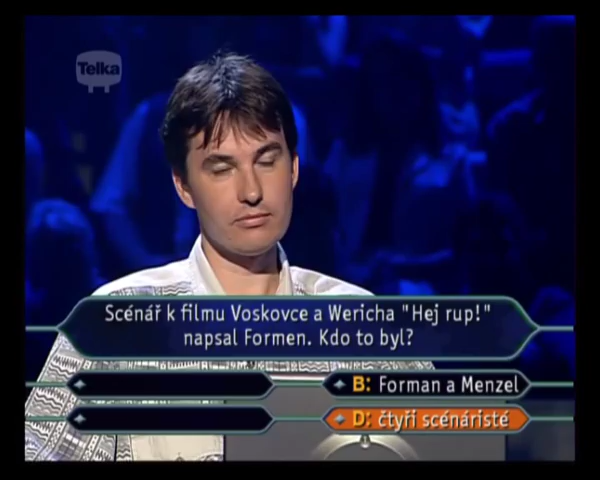 Telka
Scénář k filmu Voskovce a Wericha "Hej rup!"
napsal Formen. Kdo to byl?
B: Forman a Menzel
D: čtyři scénáristé